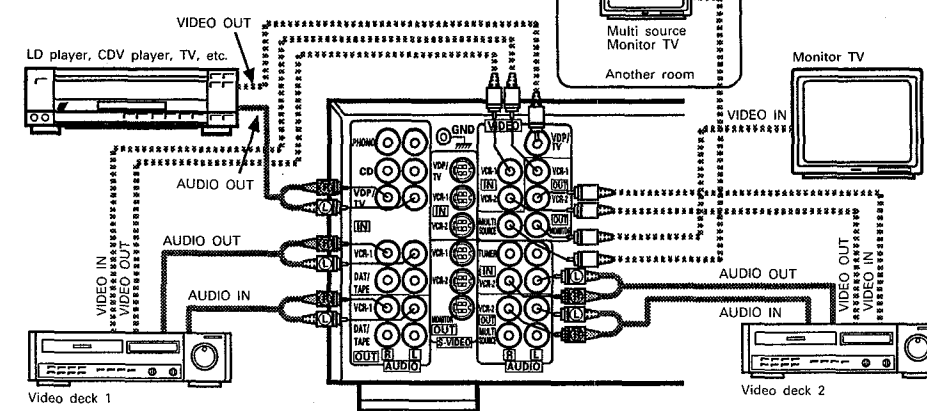 VIDEO OUT
LD player, CDV player, TV, etc.
Multi source
Monitor TV
Another room
Monitor TV
VIDEO IN
AUDIO OUT
AUDIO OUT
AUDIO IN
VIDEO IN
VIDEO OUT
Video deck 1
GND
VIDEO
PHONO
CD
VDP/
TV
IN
VCR-1
DAT/
TAPE
VCR-1
DAT/
TAPE
OUT
R
L
AUDIO
VDP/
TV
VCR-1
IN
VCR-2
VCR-1
VCR-2
MONITOR
OUT
S-VIDEO
VDP/
TV
VCR-1
IN
VCR-2
MULTI
SOURCE
VCR-1
OUT
VCR-2
OUT
MONITOR
TUNER
IN
VCR-2
VCR-2
OUT
MULTI
SOURCE
R
L
AUDIO
R
L
R
L
R
L
L
R
L
R
AUDIO OUT
AUDIO IN
VIDEO OUT
VIDEO IN
Video deck 2